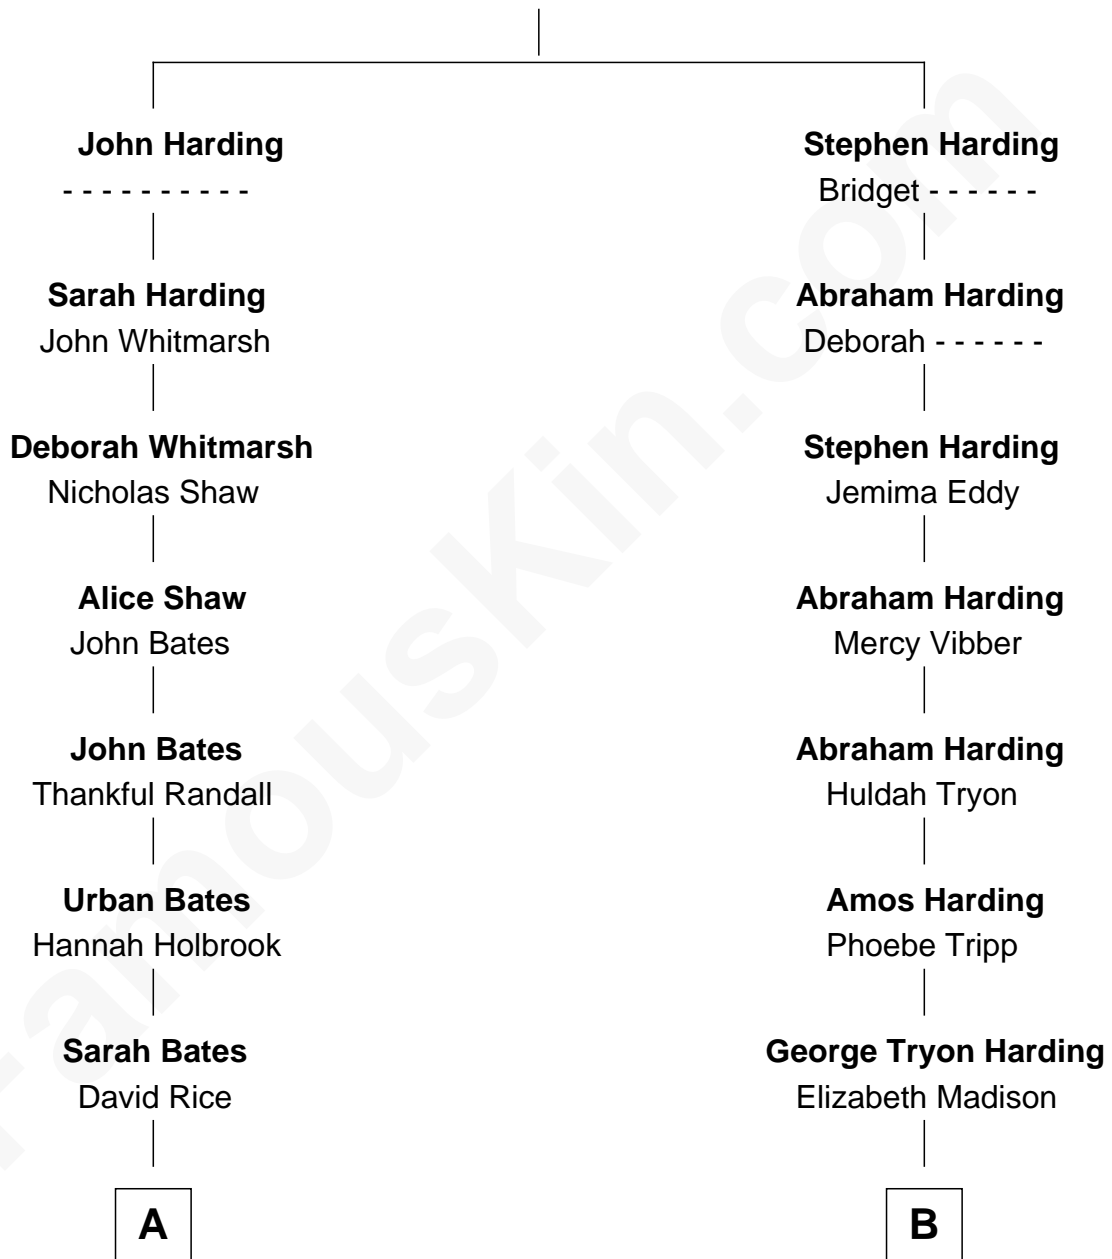 John Harding
- - - - - - - - - -
Sarah Harding
John Whitmarsh
Deborah Whitmarsh
Nicholas Shaw
Alice Shaw
John Bates
John Bates
Thankful Randall
Urban Bates
Hannah Holbrook
Sarah Bates
David Rice
A
Stephen Harding
Bridget - - - - - -
Abraham Harding
Deborah - - - - - -
Stephen Harding
Jemima Eddy
Abraham Harding
Mercy Vibber
Abraham Harding
Huldah Tryon
Amos Harding
Phoebe Tripp
George Tryon Harding
Elizabeth Madison
B
FamousKin.com